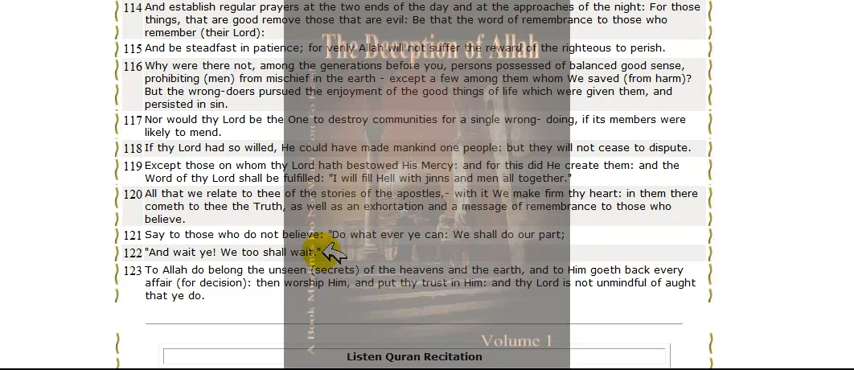 114 And establish regular prayers at the two ends of the day and at the approaches of the night: For those
things, that are good remove those that are evil: Be that the word of remembrance to those who
remember (their Lord):
115 And be steadfast in patience; for verily Allah will not suffer the reward of the righteous to perish.
116 Why were there not, among the generations before you, persons possessed of balanced good sense,
prohibiting (men) from mischief in the earth - except a few among them whom We saved (from harm)?
But the wrong-doers pursued the enjoyment of the good things of life which were given them, and
persisted in sin.
117 Nor would thy Lord be the One to destroy communities for a single wrong- doing, if its members were
likely to mend.
118 If thy Lord had so willed, He could have made mankind one people: but they will not cease to dispute.
119 Except those on whom thy Lord hath bestowed His Mercy: and for this did He create them: and the
Word of thy Lord shall be fulfilled: "I will fill Hell with jinns and men all together."
120 All that we relate to thee of the stories of the apostles,- with it We make firm thy heart: in them there
cometh to thee the Truth, as well as an exhortation and a message of remembrance to those who
believe.
121 Say to those who do not believe: "Do what ever ye can: We shall do our part;
122 "And wait ye! We too shall wait."
123 To Allah do belong the unseen (secrets) of the heavens and the earth, and to Him goeth back every
affair (for decision): then worship Him, and put thy trust in Him: and thy Lord is not unmindful of aught
that ye do.
Listen Quran Recitation
The Deception of Allah
Volume 1